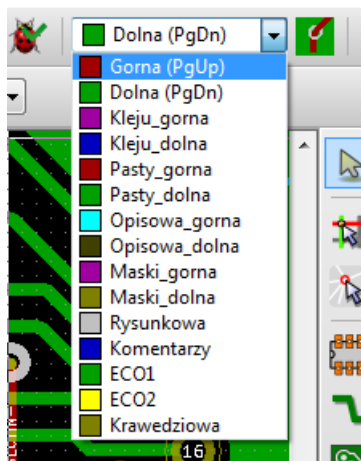 Dolna (PgDn)
Gorna (PgUp)
Dolna (PgDn)
Kleju_gorna
Kleju_dolna
Pasty_gorna
Pasty_dolna
Opisowa_gorna
Opisowa_dolna
Maski_gorna
Maski_dolna
Rysunkowa
Komentarzy
ECO1
ECO2
Krawedziowa
16